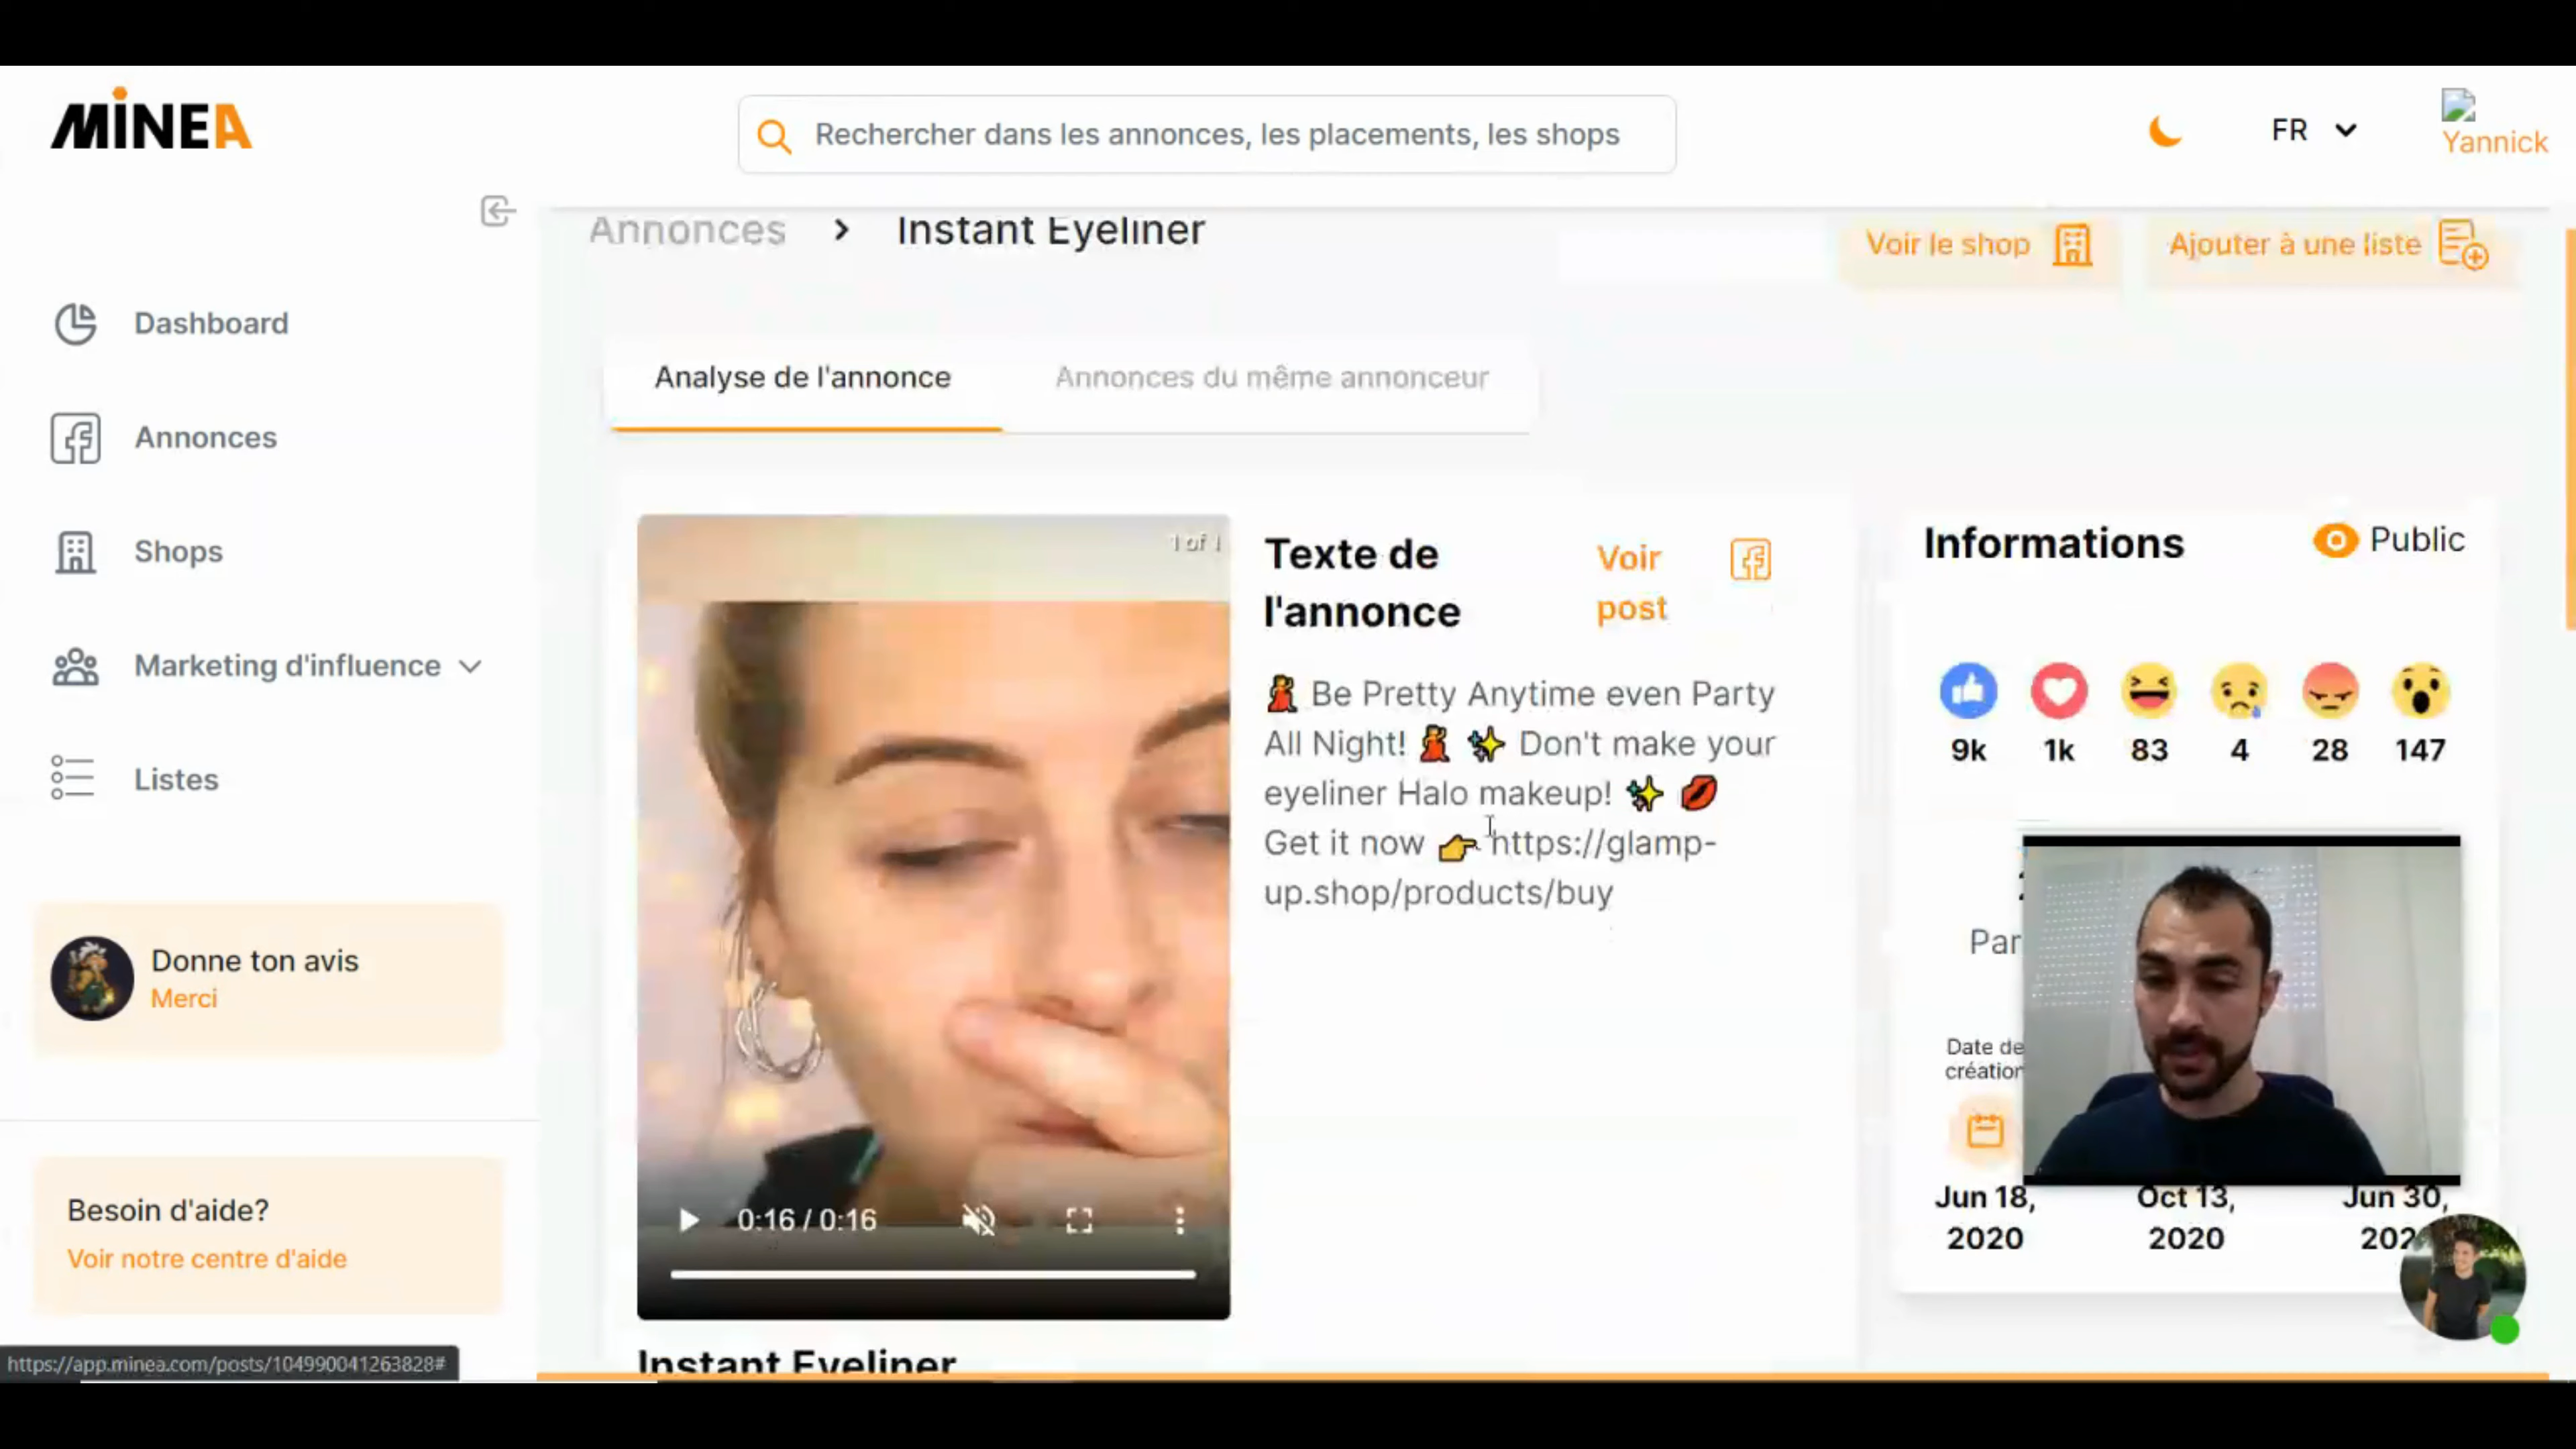 MINEA
Rechercher dans les annonces, les placements, les shops
FR
Yannick
Annonces > Instant Eyeliner
Voir le shop
Ajouter à une liste
Dashboard
Annonces
Shops
Marketing d'influence
Listes
Donne ton avis
Merci
Besoin d'aide?
Voir notre centre d'aide
https://app.minea.com/posts/104990041263828#
Analyse de l'annonce
Annonces du même annonceur
1 of 1
0:16 / 0:16
Instant Eyeliner
Texte de
l'annonce
Voir
post
💃 Be Pretty Anytime even Party
All Night! 💃 ✨ Don't make your
eyeliner Halo makeup! ✨ 💋
Get it now 👉 https://glamp-
up.shop/products/buy
Informations
Public
9k 1k 83 4 28 147
Date de
création
Jun 18,
2020
Oct 13,
2020
Jun 30,